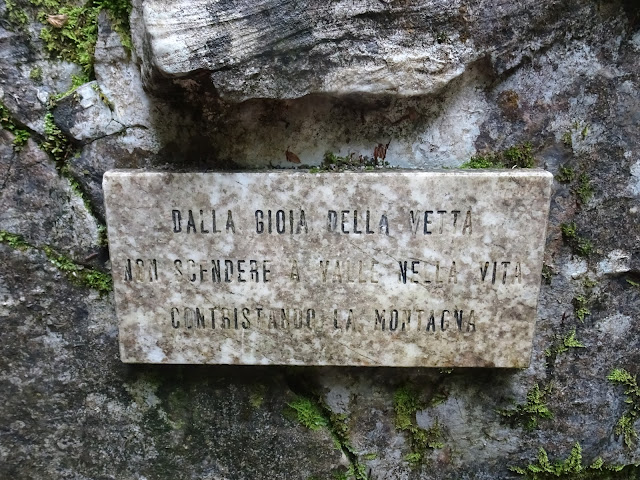 DALLA GIOIA DELLA VETTA
NON SCENDERE A VALLE NELLA VITA
CONTRISTANDO LA MONTAGNA